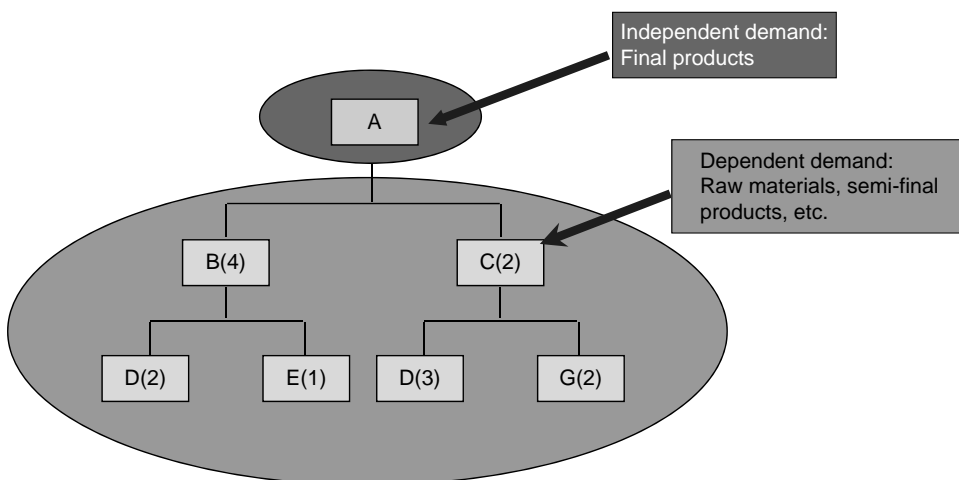 Independent demand:
Final products
A
Dependent demand:
Raw materials, semi-final
products, etc.
B(4)
C(2)
D(2)
E(1)
D(3)
G(2)